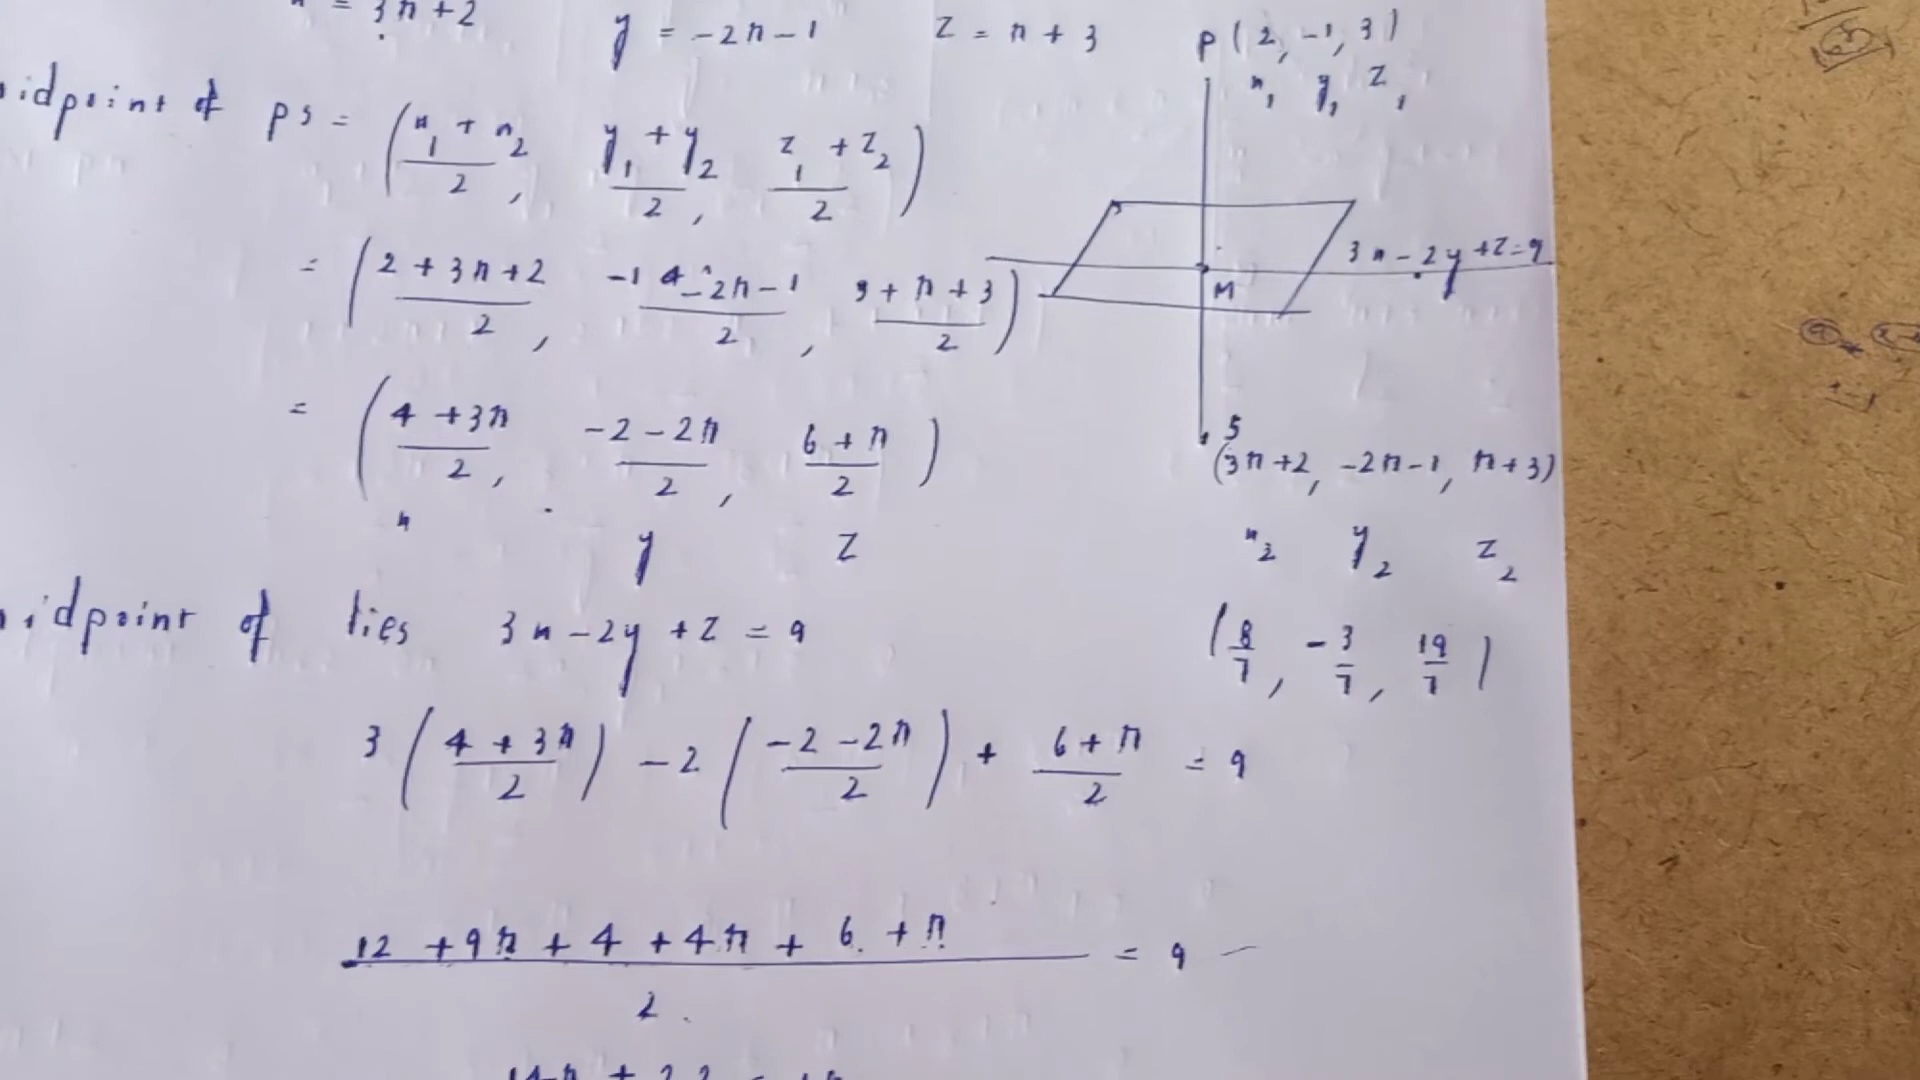 = 3n+2 y = -2n-1 z = n+3 P(2, -1, 3)
x₁ y₁ z₁
idpoint of PS = (x₁+x₂/2, y₁+y₂/2, z₁+z₂/2)
= (2+3n+2/2, -1+-2n-1/2, 3+n+3/2)
3x-2y+z=9
M
= (4+3n/2, -2-2n/2, 6+n/2)
S
(3n+2, -2n-1, n+3)
x y z
x₂ y₂ z₂
idpoint of lies 3x-2y+z=9
(8/7, -3/7, 19/7)
3(4+3n/2) -2(-2-2n/2) + 6+n/2 = 9
12+9n+4+4n+6+n/2 = 9